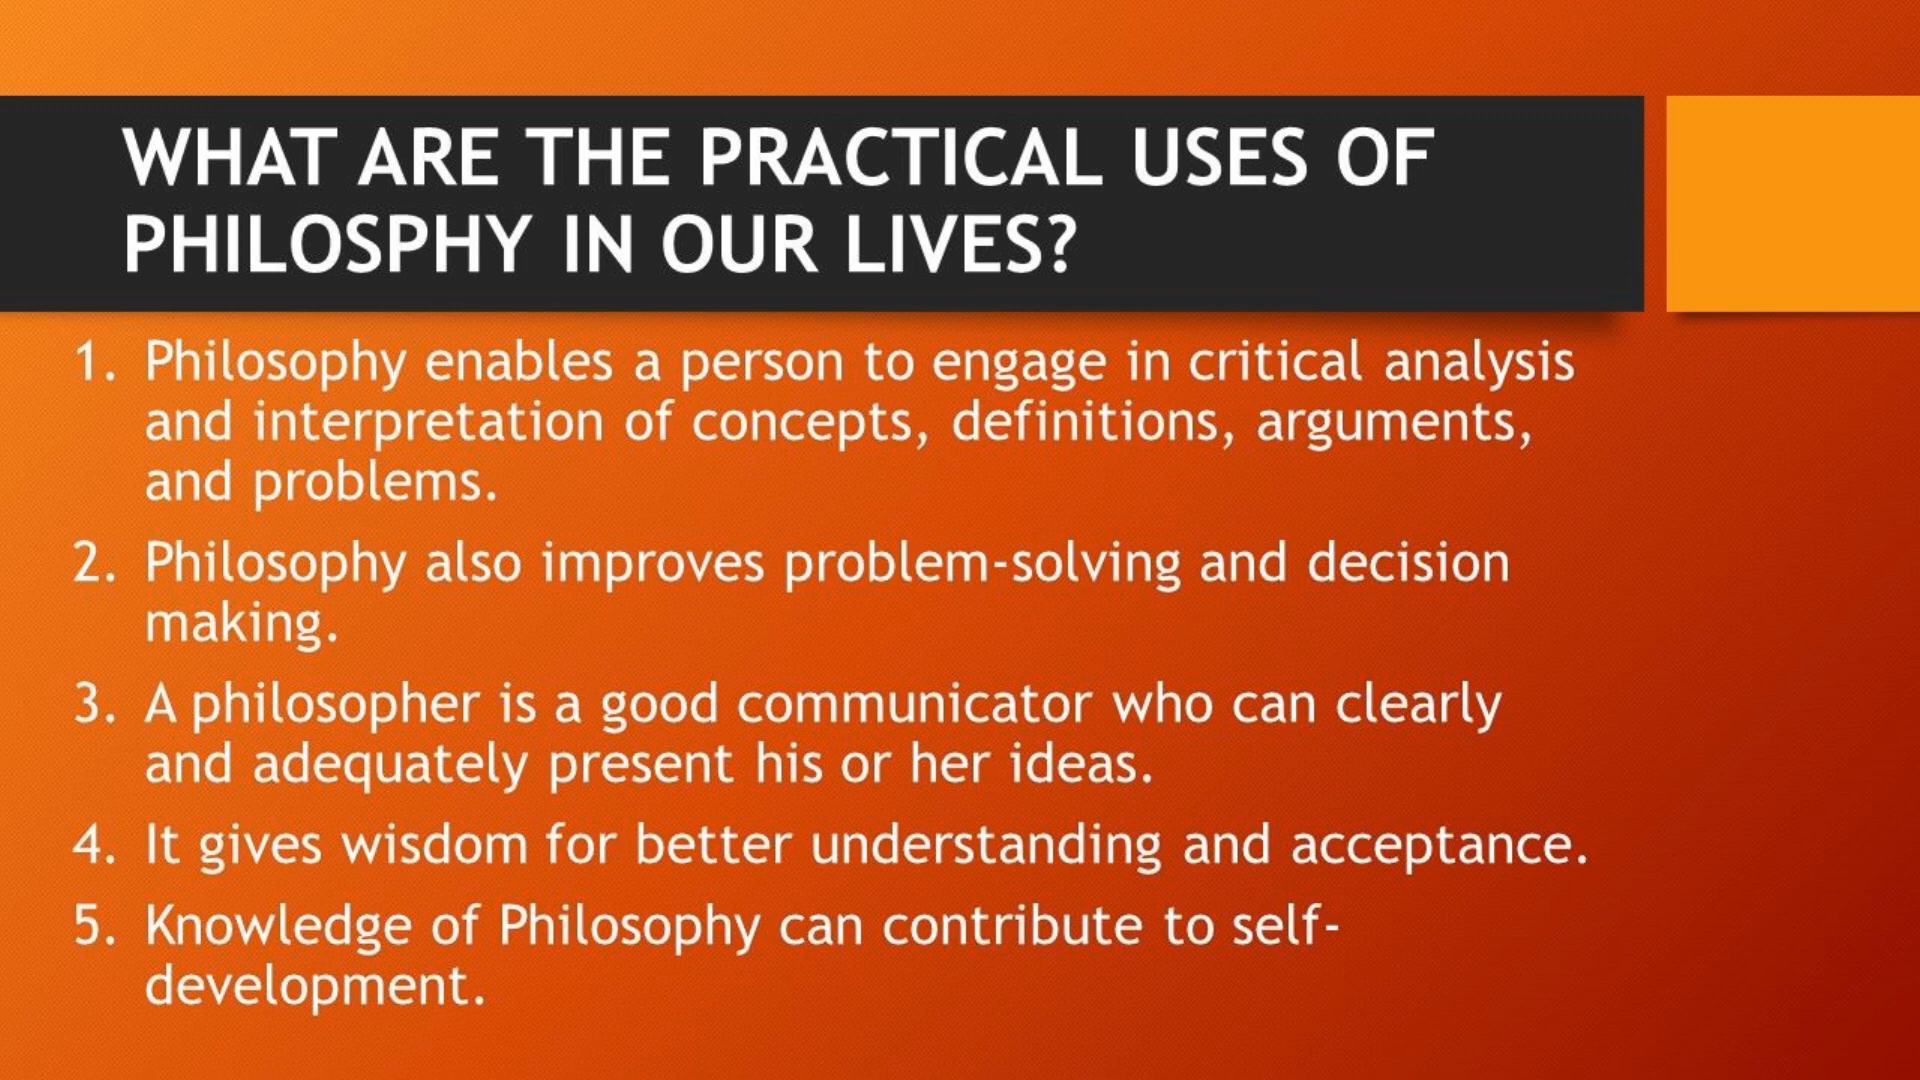 WHAT ARE THE PRACTICAL USES OF
PHILOSPHY IN OUR LIVES?
1. Philosophy enables a person to engage in critical analysis
and interpretation of concepts, definitions, arguments,
and problems.
2. Philosophy also improves problem-solving and decision
making.
3. A philosopher is a good communicator who can clearly
and adequately present his or her ideas.
4. It gives wisdom for better understanding and acceptance.
5. Knowledge of Philosophy can contribute to self-
development.